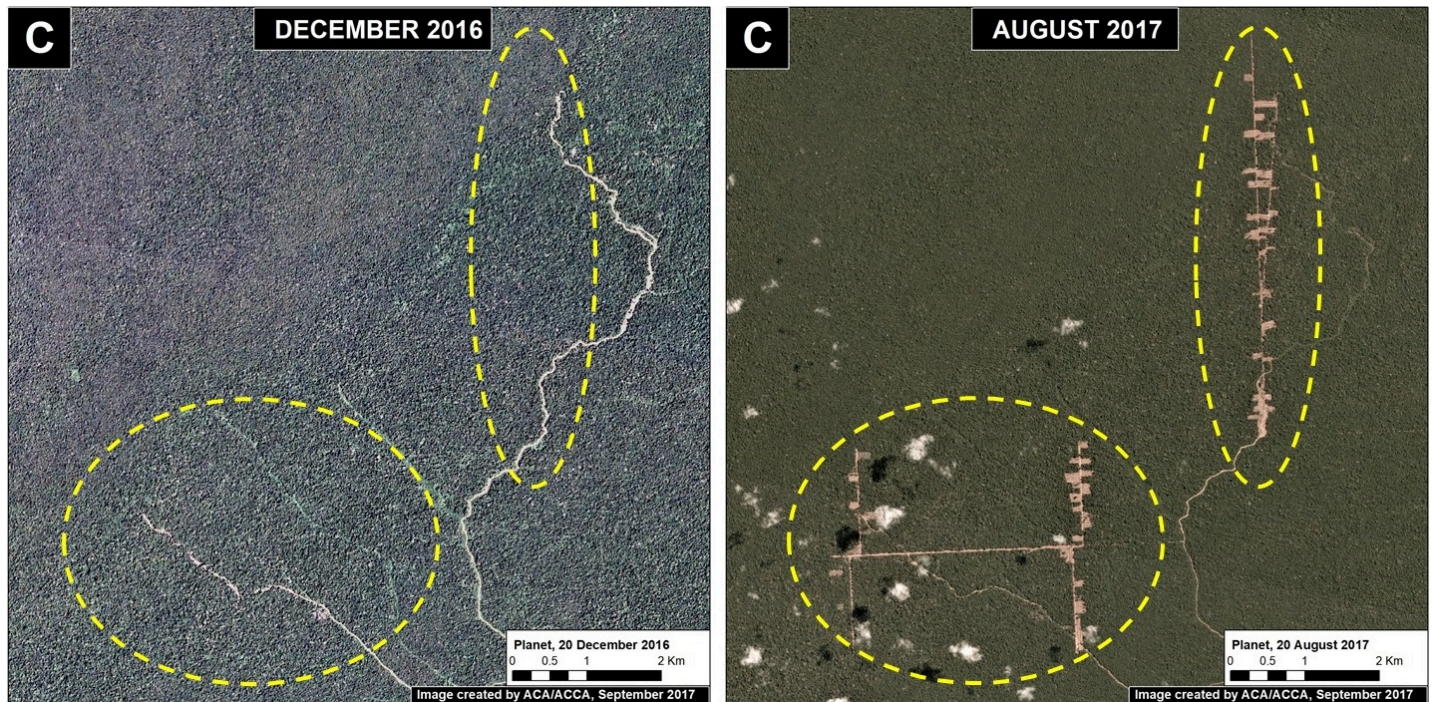 C
DECEMBER 2016
Planet, 20 December 2016
0 0.5 1 2 Km
Image created by ACA/ACCA, September 2017
C
AUGUST 2017
Planet, 20 August 2017
0 0.5 1 2 Km
Image created by ACA/ACCA, September 2017